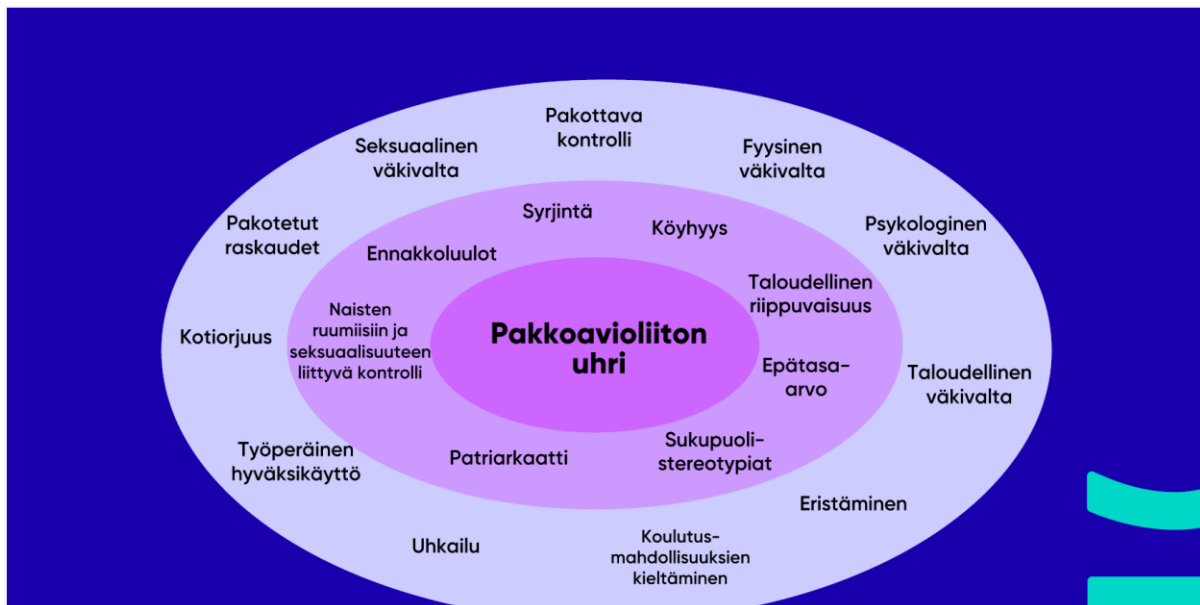 Pakottava
kontrolli
Seksuaalinen
väkivalta
Fyysinen
väkivalta
Pakotetut
raskaudet
Syrjintä
Köyhyys
Psykologinen
väkivalta
Ennakkoluulot
Taloudellinen
riippuvaisuus
Kotiorjuus
Naisten
ruumiisiin ja
seksuaalisuuteen
liittyvä kontrolli
Pakkoavioliiton
uhri
Epätasa-
arvo
Taloudellinen
väkivalta
Työperäinen
hyväksikäyttö
Patriarkaatti
Sukupuoli-
stereotypiat
Eristäminen
Uhkailu
Koulutus-
mahdollisuuksien
kieltäminen